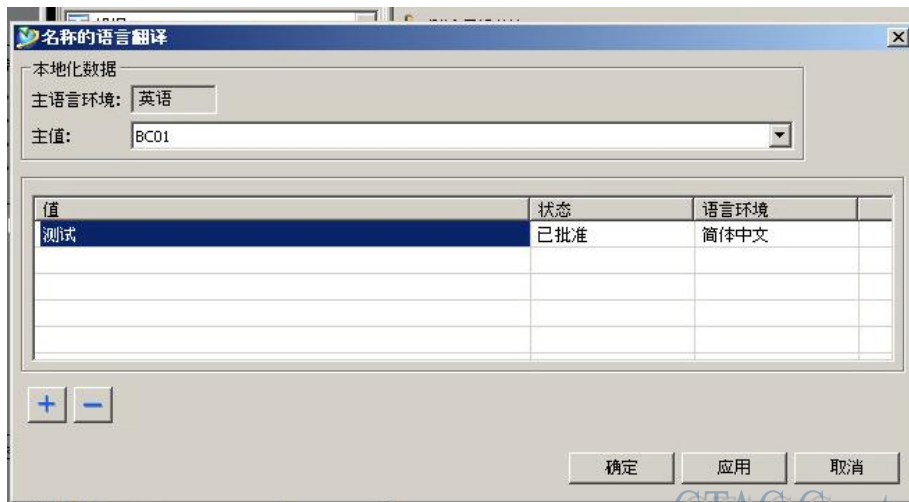 名称的语言翻译
本地化数据
主语言环境: 英语
主值: BC01
值 状态 语言环境
测试 已批准 简体中文
确定 应用 取消